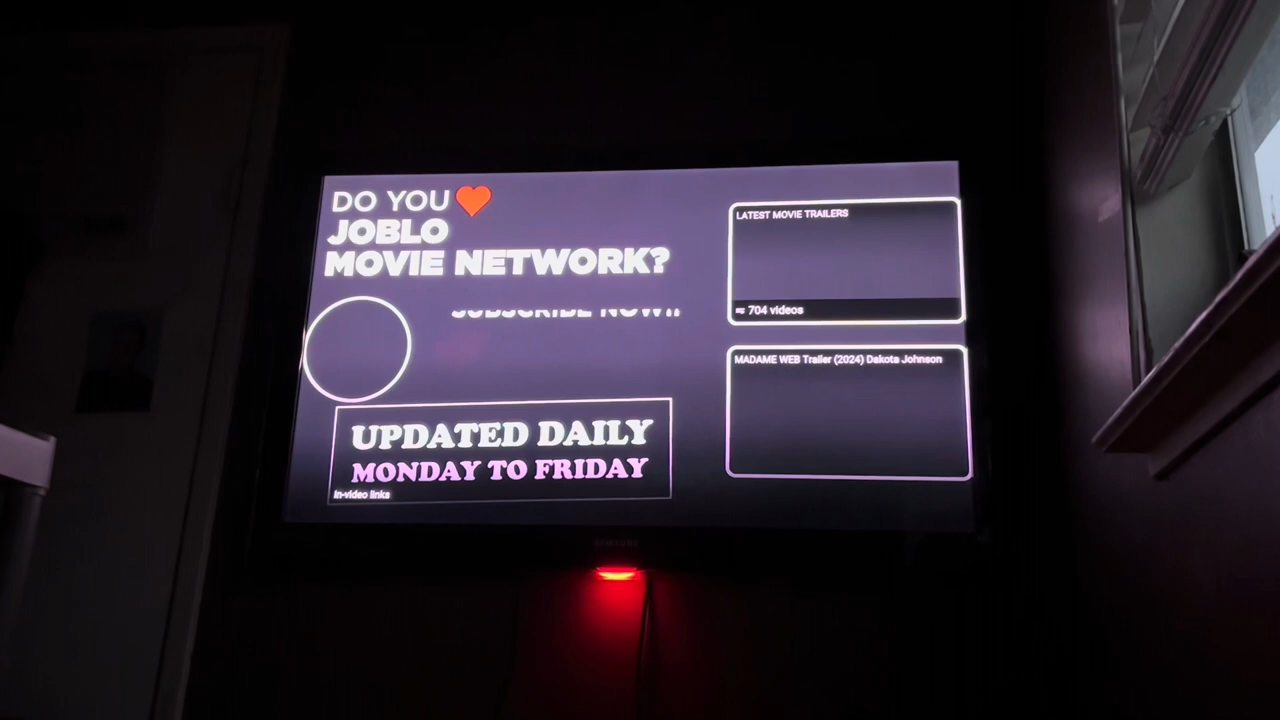 DO YOU ❤
JOBLO
MOVIE NETWORK?
SUBSCRIBE NOW!!
UPDATED DAILY
MONDAY TO FRIDAY
In-video links
LATEST MOVIE TRAILERS
704 videos
MADAME WEB Trailer (2024) Dakota Johnson
SAMSUNG